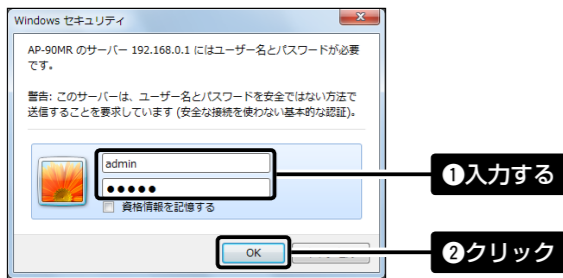 Windows セキュリティ
AP-90MR のサーバー 192.168.0.1 にはユーザー名とパスワードが必要
です。
警告: このサーバーは、ユーザー名とパスワードを安全ではない方法で
送信することを要求しています (安全な接続を使わない基本的な認証)。
admin
●●●●●
資格情報を記憶する
❶入力する
OK
❷クリック